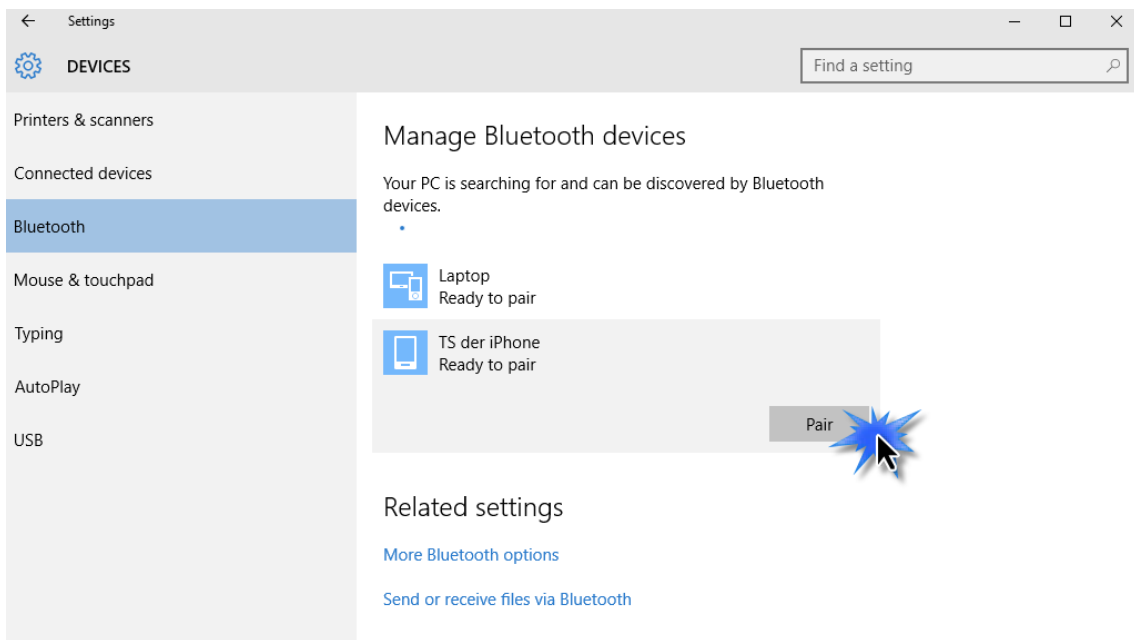 Settings
DEVICES
Find a setting
Printers & scanners
Connected devices
Bluetooth
Mouse & touchpad
Typing
AutoPlay
USB
Manage Bluetooth devices
Your PC is searching for and can be discovered by Bluetooth
devices.
Laptop
Ready to pair
TS der iPhone
Ready to pair
Pair
Related settings
More Bluetooth options
Send or receive files via Bluetooth